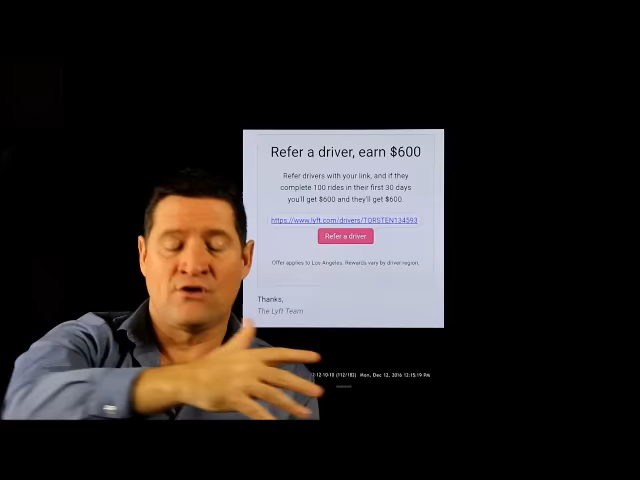 Refer a driver, earn $600
Refer drivers with your link, and if they
complete 100 rides in their first 30 days
you'll get $600 and they'll get $600.
https://www.lyft.com/drivers/TORSTEN134593
Refer a driver
Offer applies to Los Angeles. Rewards vary by driver region.
Thanks,
The Lyft Team
(112/183) Mon, Dec 12, 2016 12:15:19 PM